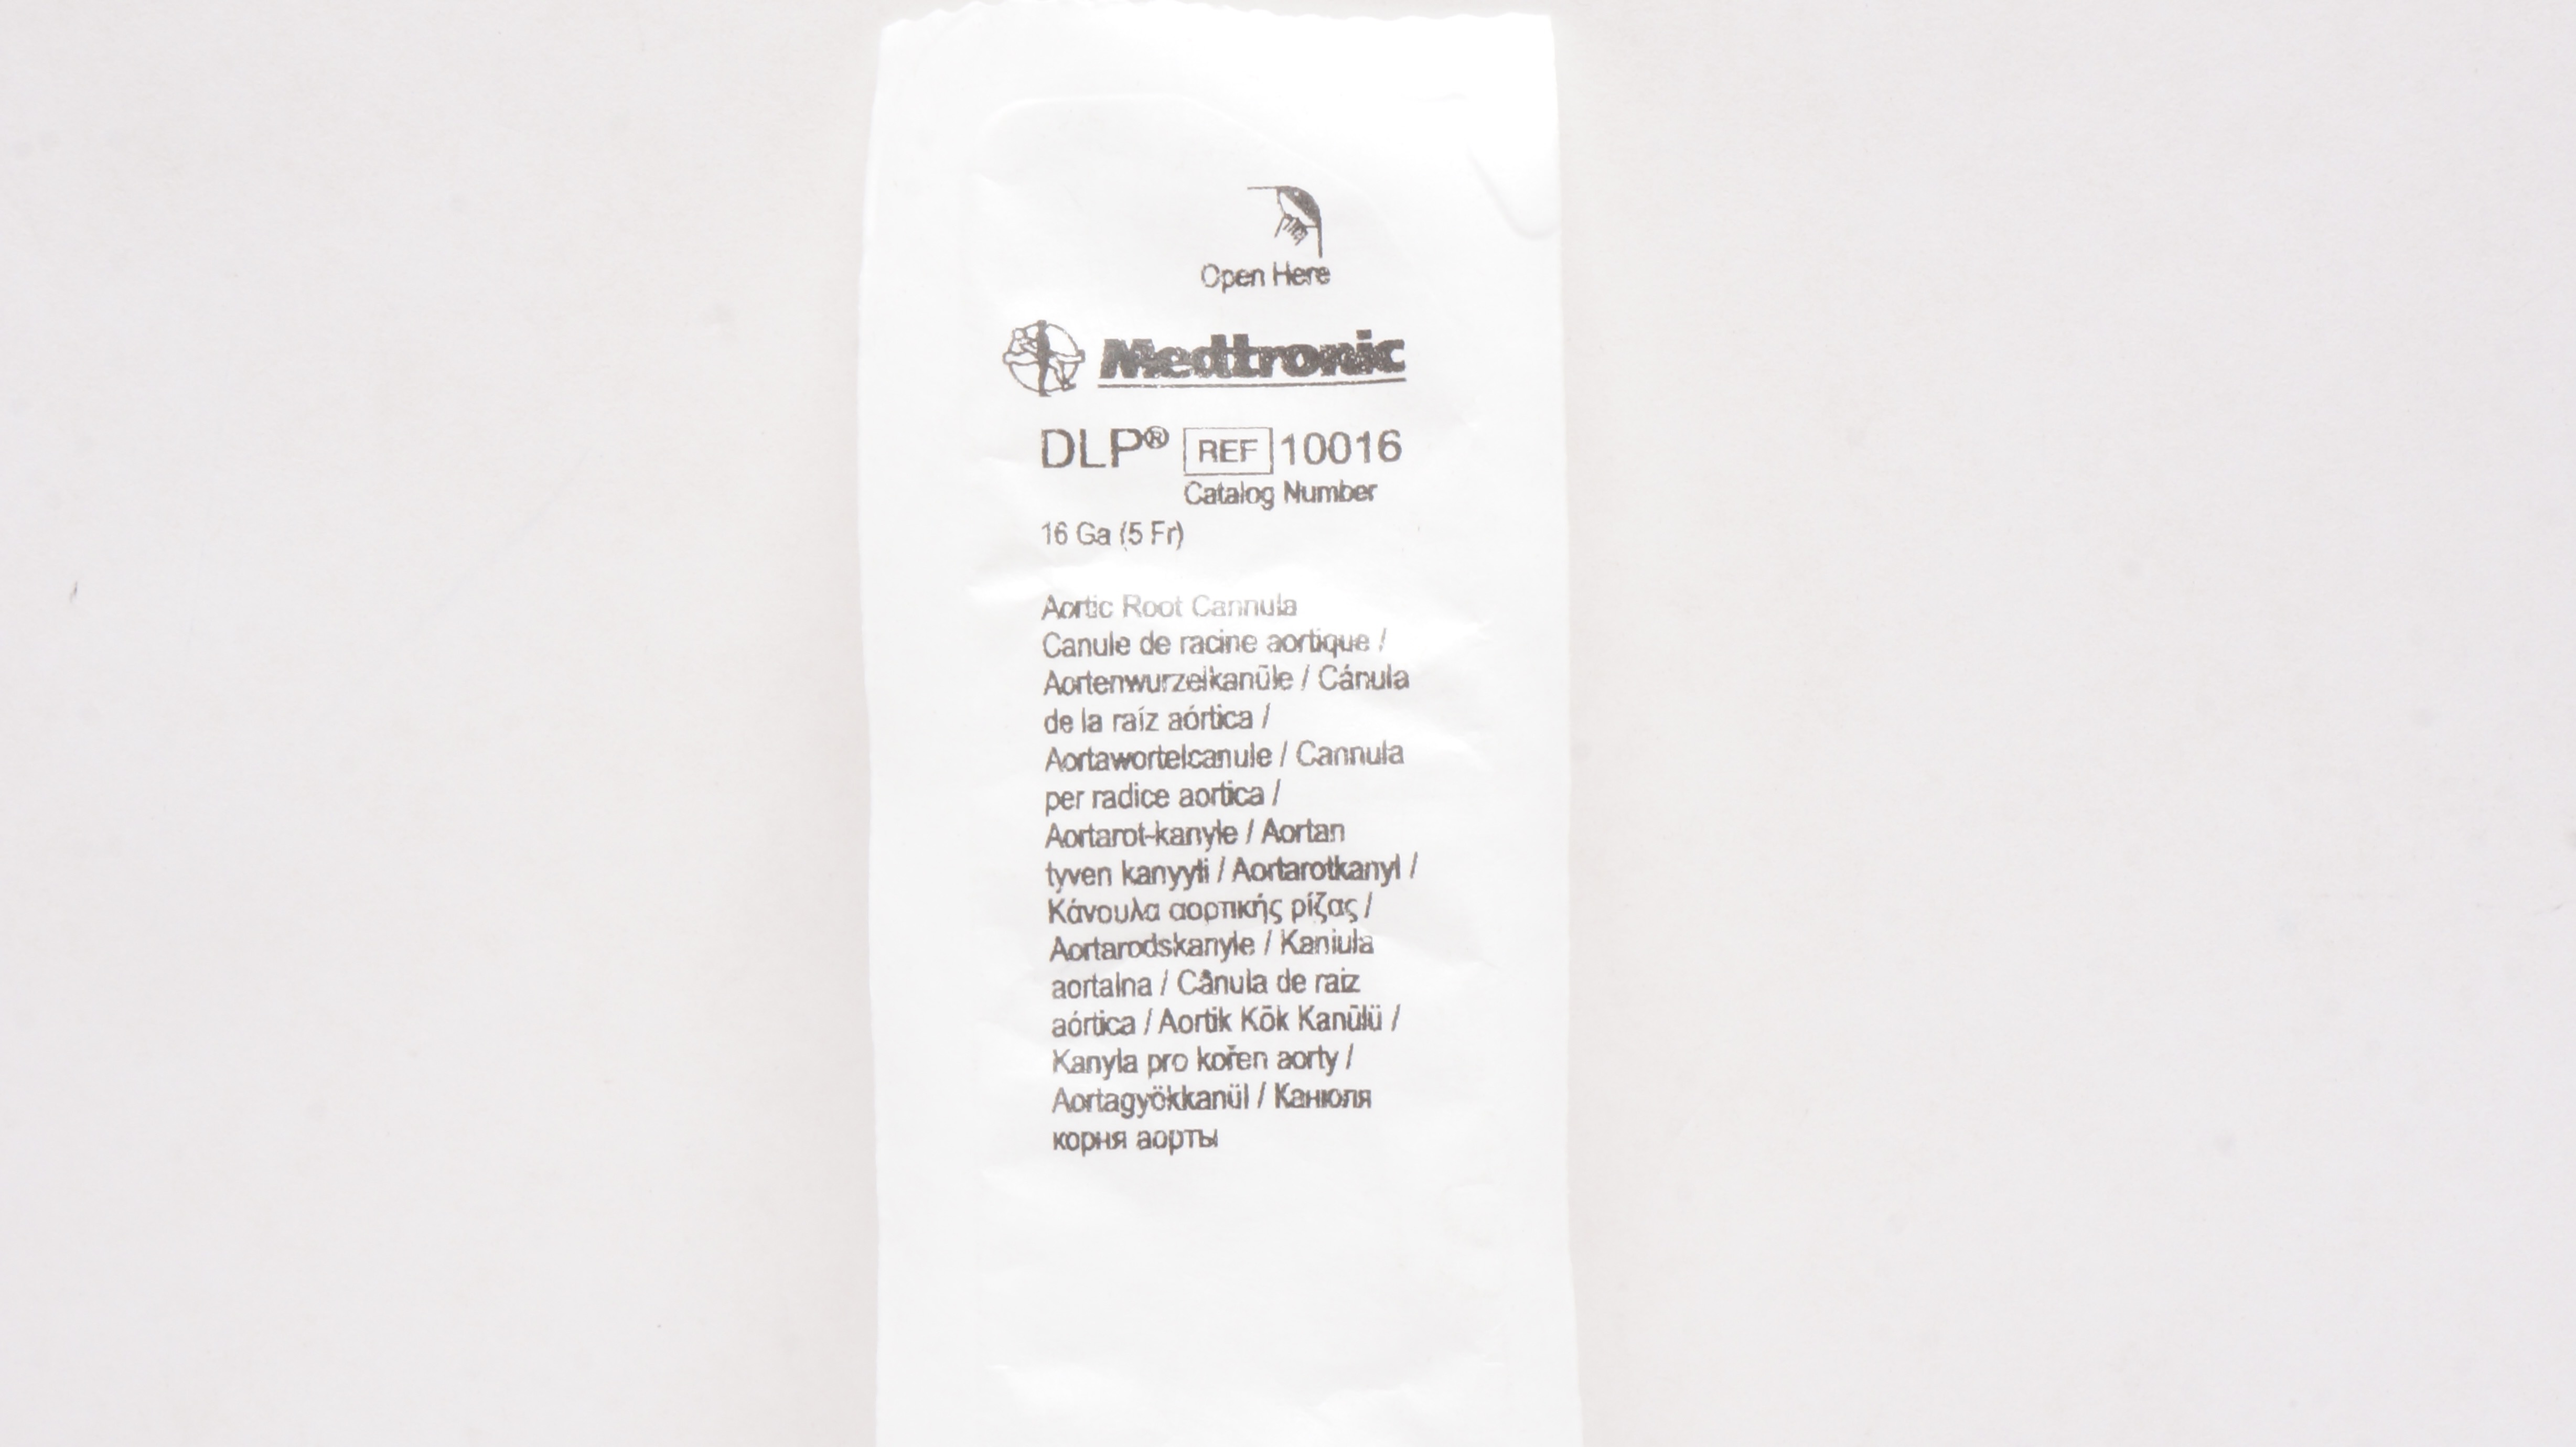 Open Here
Medtronic
DLP® REF 10016
Catalog Number
16 Ga (5 Fr)
Aortic Root Cannula
Canule de racine aortique /
Aortenwurzelkanüle / Cánula
de la raíz aórtica /
Aortawortelcanule / Cannula
per radice aortica /
Aortarot-kanyle / Aortan
tyven kanyyli / Aortarotkanyl /
Κάνουλα αορτικής ρίζας /
Aortarodskanyle / Kaniula
aortalna / Cânula de raiz
aórtica / Aortik Kök Kanülü /
Kanyla pro kořen aorty /
Aortagyökkanül / Канюля
корня аорты